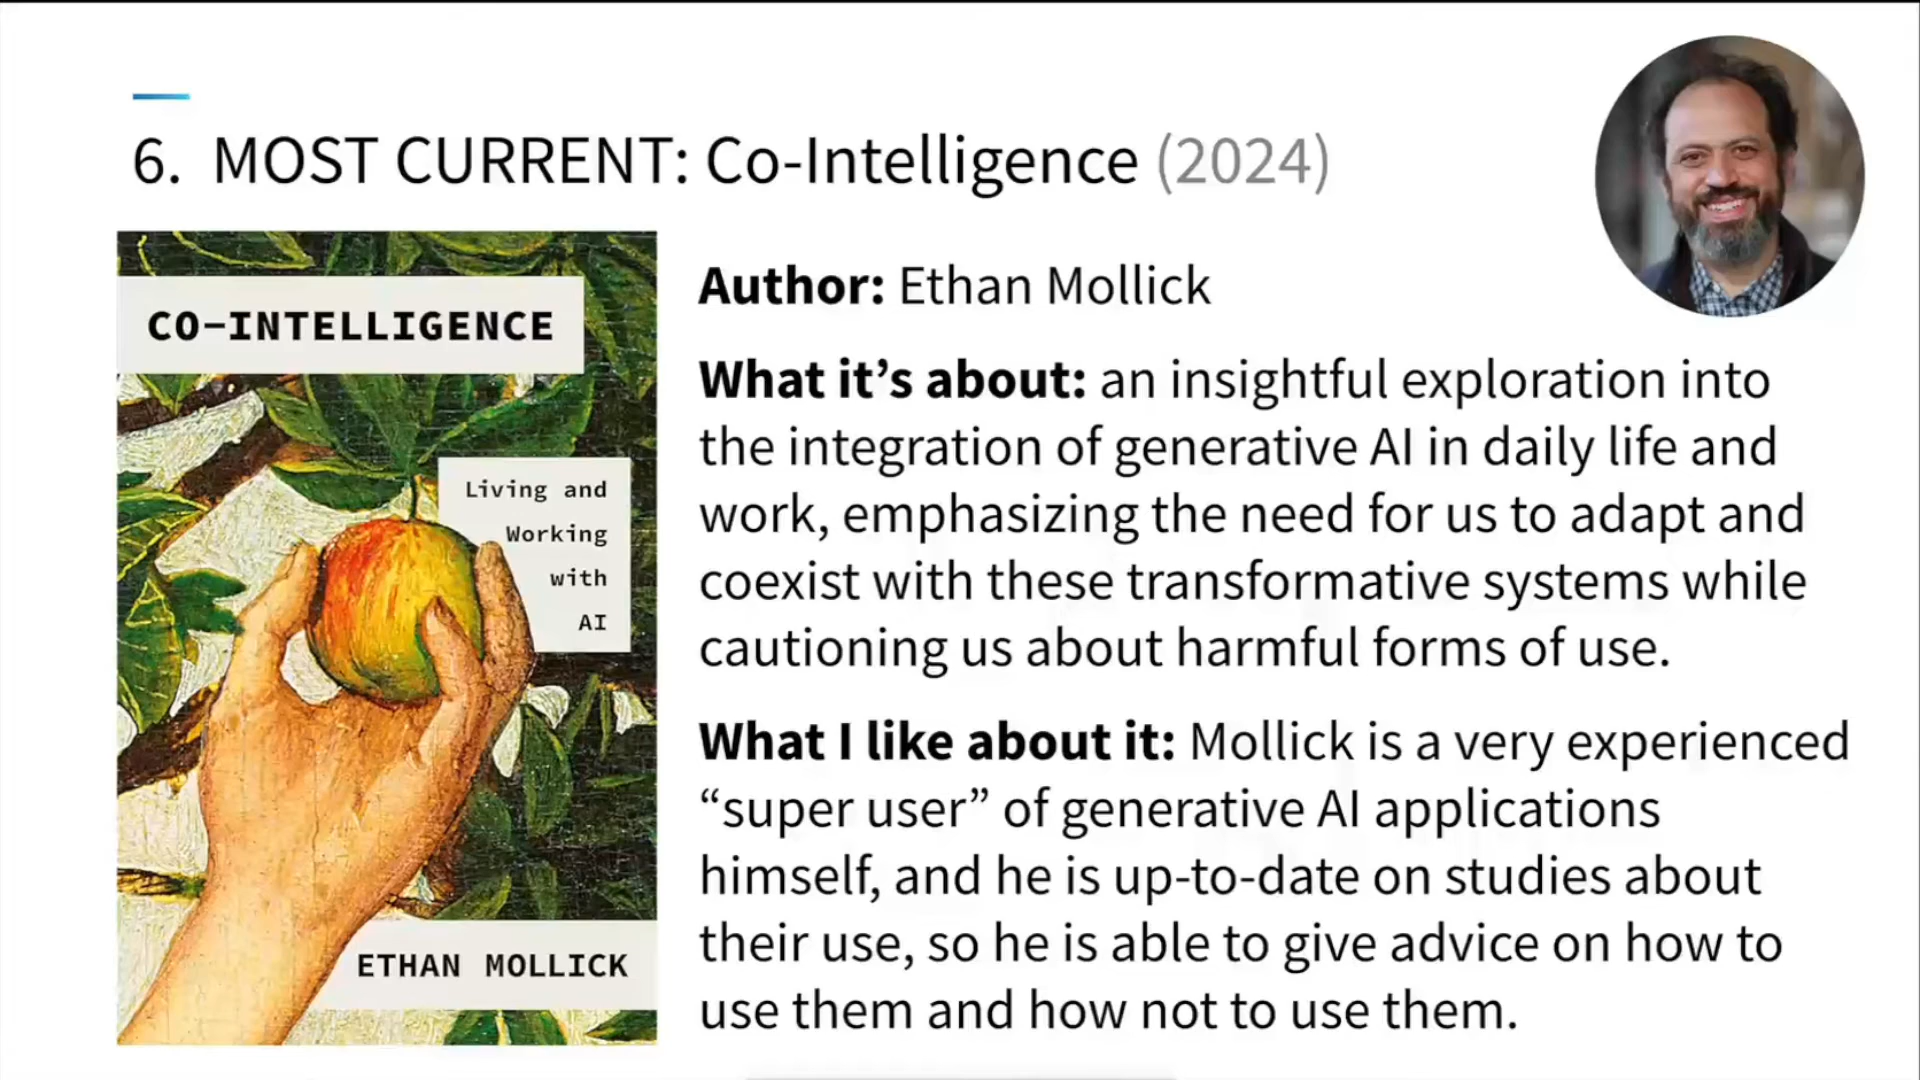 6. MOST CURRENT: Co-Intelligence (2024)
CO-INTELLIGENCE
Living and
Working
with
AI
ETHAN MOLLICK
Author: Ethan Mollick
What it’s about: an insightful exploration into
the integration of generative AI in daily life and
work, emphasizing the need for us to adapt and
coexist with these transformative systems while
cautioning us about harmful forms of use.
What I like about it: Mollick is a very experienced
“super user” of generative AI applications
himself, and he is up-to-date on studies about
their use, so he is able to give advice on how to
use them and how not to use them.